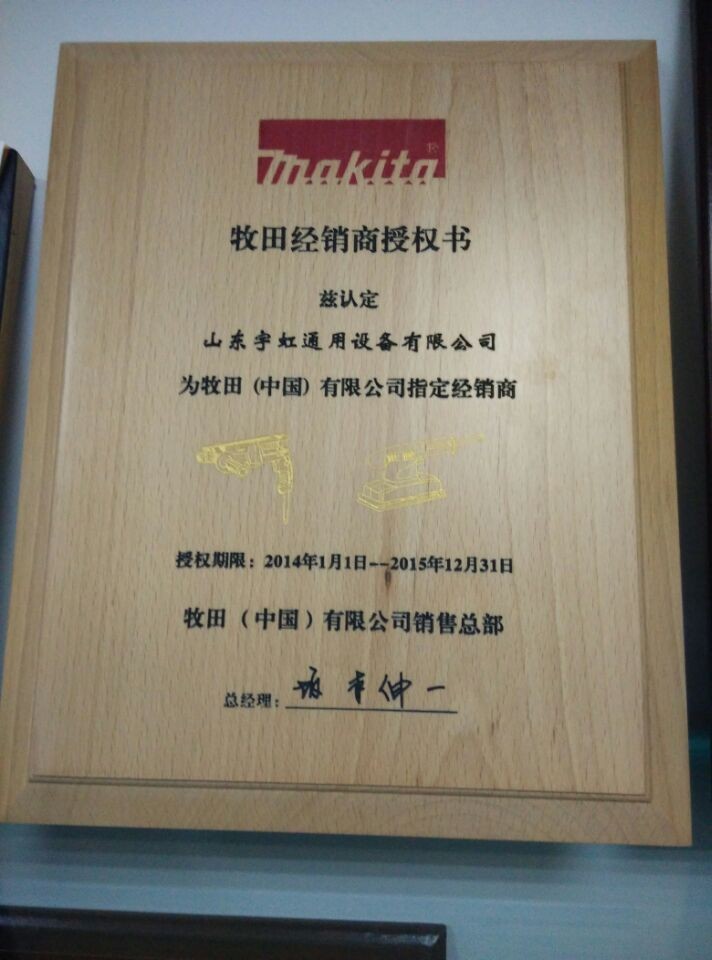 makita®
牧田经销商授权书
兹认定
山东宇虹通用设备有限公司
为牧田(中国)有限公司指定经销商
授权期限：2014年1月1日--2015年12月31日
牧田（中国）有限公司销售总部
总经理：坂本伸一